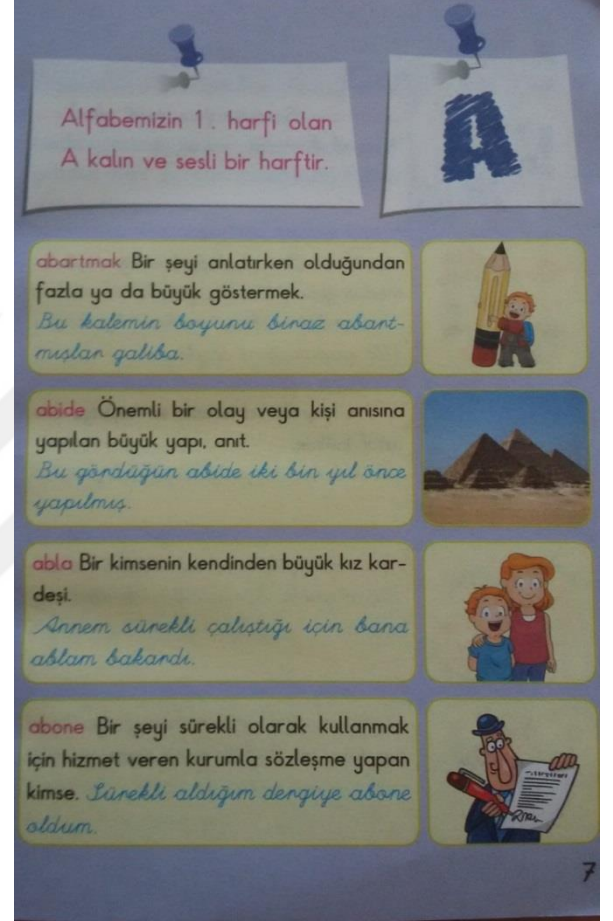 Alfabemizin 1. harfi olan
A kalın ve sesli bir harftir.
A
abartmak Bir şeyi anlatırken olduğundan
fazla ya da büyük göstermek.
Bu kalemin boyunu biraz abart-
mışlar galiba.
abide Önemli bir olay veya kişi anısına
yapılan büyük yapı, anıt.
Bu gördüğün abide iki bin yıl önce
yapılmış.
abla Bir kimsenin kendinden büyük kız kar-
deşi.
Annem sürekli çalıştığı için bana
ablam bakardı.
abone Bir şeyi sürekli olarak kullanmak
için hizmet veren kurumla sözleşme yapan
kimse. Sürekli aldığım dergiye abone
oldum.
7